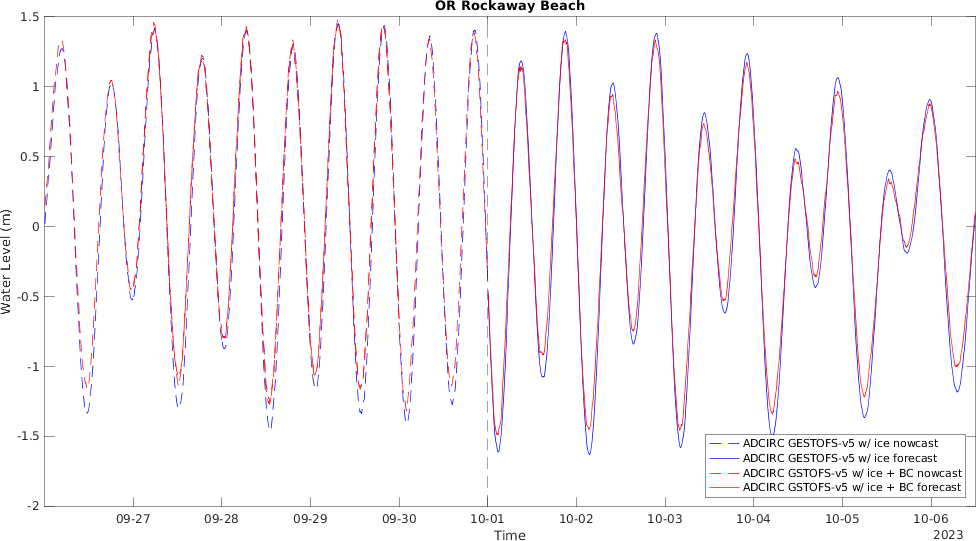 OR Rockaway Beach
1.5
1
0.5
0
-0.5
-1
-1.5
-2
Water Level (m)
09-27
09-28
09-29
09-30
10-01
10-02
10-03
10-04
10-05
10-06
Time
2023
ADCIRC GESTOFS-v5 w/ ice nowcast
ADCIRC GESTOFS-v5 w/ ice forecast
ADCIRC GSTOFS-v5 w/ ice + BC nowcast
ADCIRC GSTOFS-v5 w/ ice + BC forecast